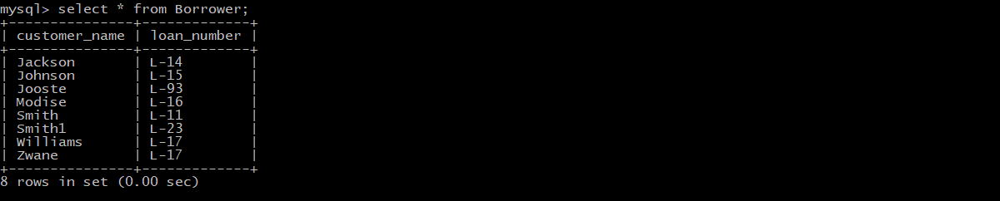 mysql> select * from Borrower;
+---------------+-------------+
| customer_name | loan_number |
+---------------+-------------+
| Jackson       | L-14        |
| Johnson       | L-15        |
| Jooste        | L-93        |
| Modise        | L-16        |
| Smith         | L-11        |
| Smith1        | L-23        |
| Williams      | L-17        |
| Zwane         | L-17        |
+---------------+-------------+
8 rows in set (0.00 sec)